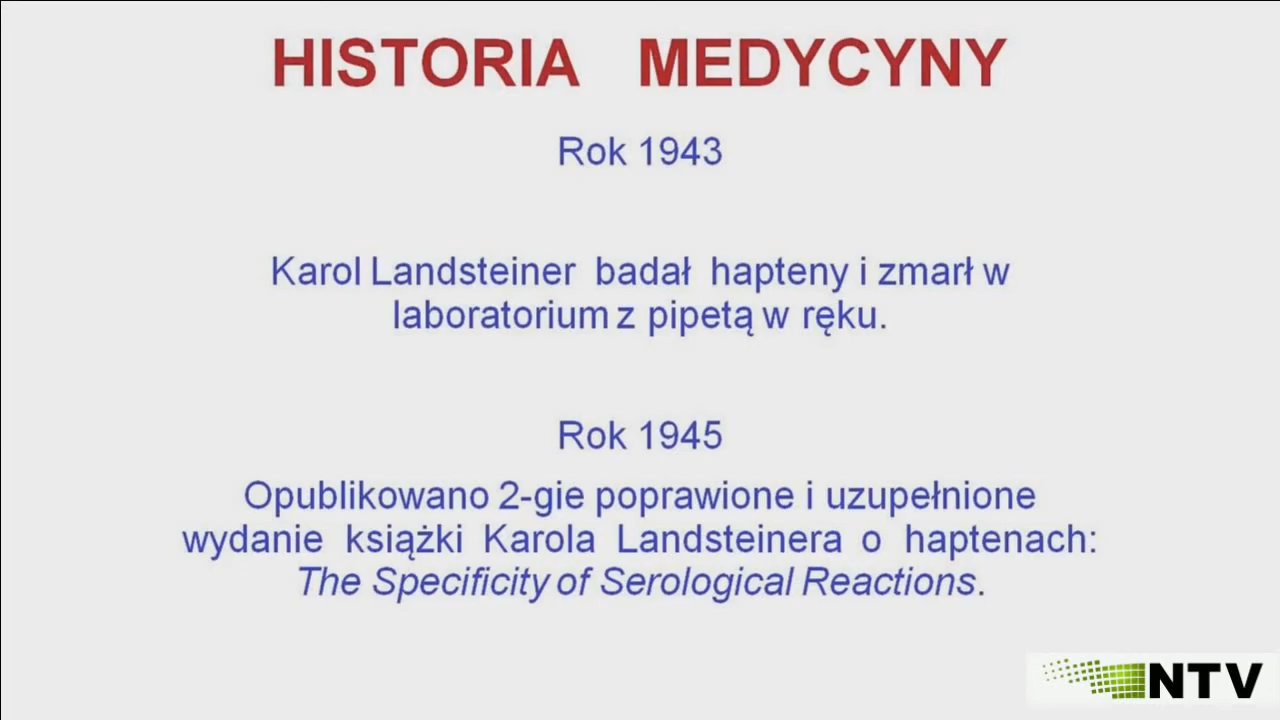 HISTORIA MEDYCYNY
Rok 1943
Karol Landsteiner badał hapteny i zmarł w
laboratorium z pipetą w ręku.
Rok 1945
Opublikowano 2-gie poprawione i uzupełnione
wydanie książki Karola Landsteinera o haptenach:
The Specificity of Serological Reactions.
NTV